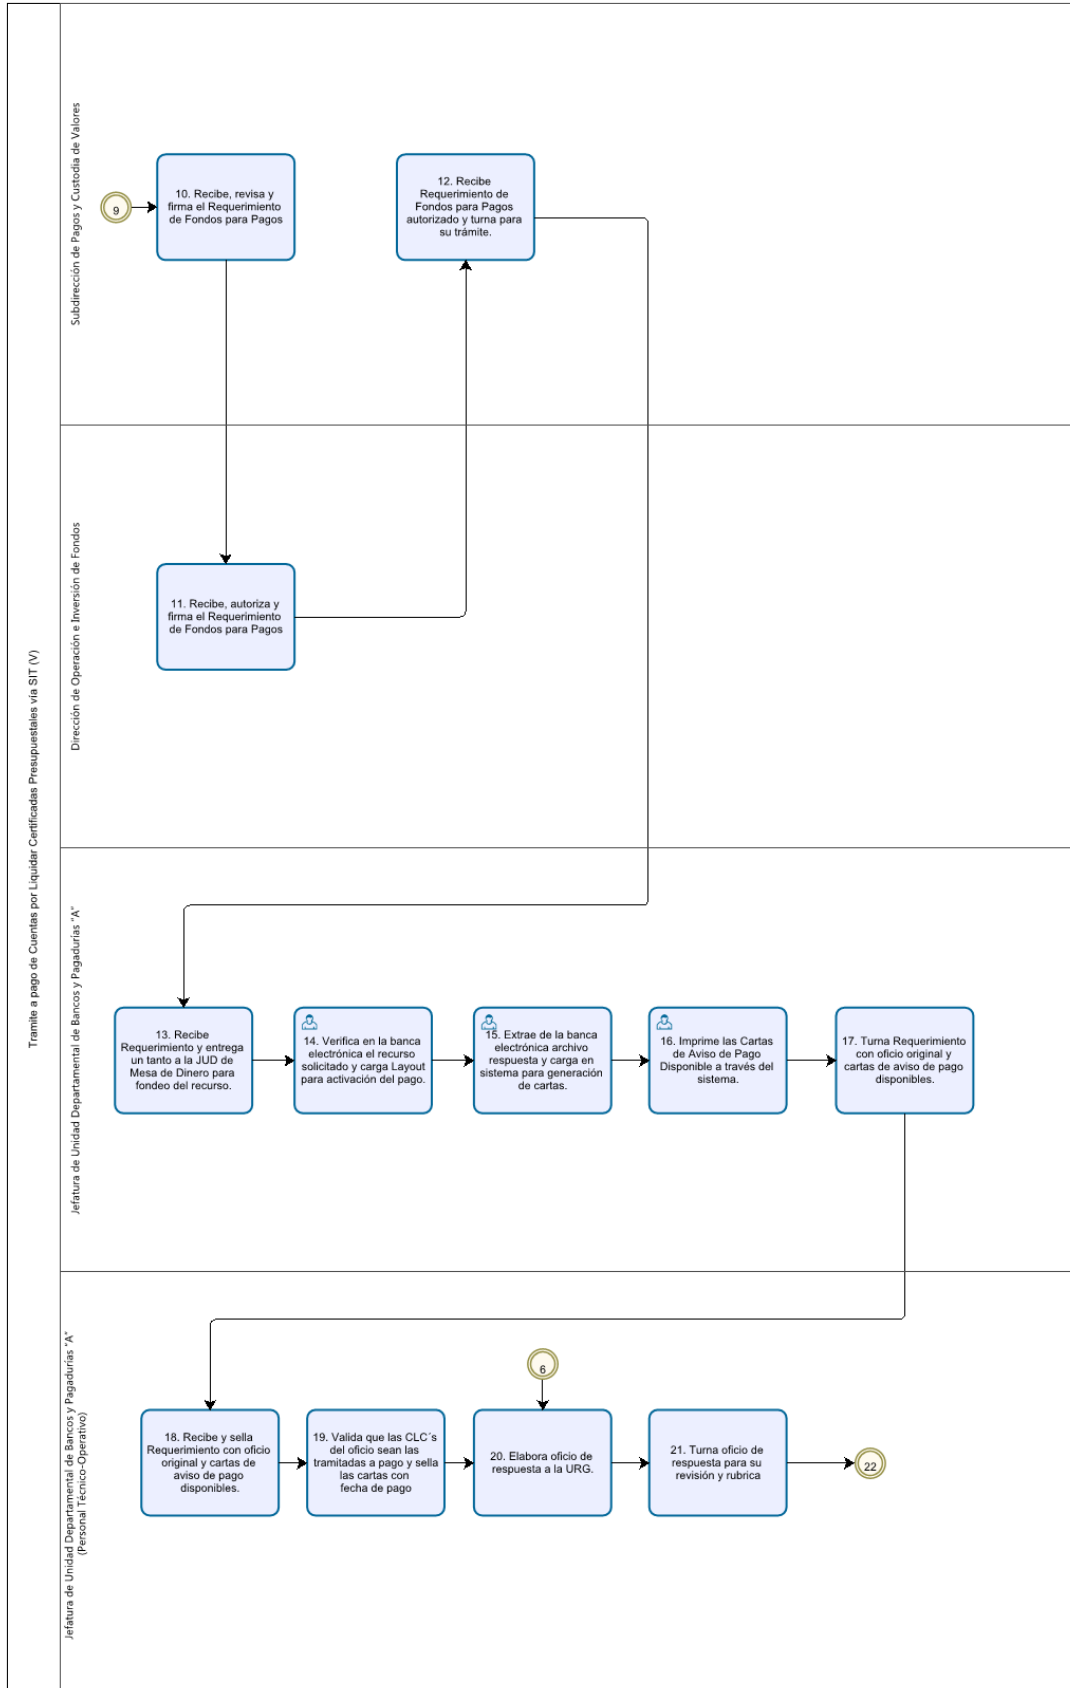 Tramite a pago de Cuentas por Liquidar Certificadas Presupuestales vía SIT (V)
Subdirección de Pagos y Custodia de Valores
9
10. Recibe, revisa y
firma el Requerimiento
de Fondos para Pagos
12. Recibe
Requerimiento de
Fondos para Pagos
autorizado y turna para
su trámite.
Dirección de Operación e Inversión de Fondos
11. Recibe, autoriza y
firma el Requerimiento
de Fondos para Pagos
Jefatura de Unidad Departamental de Bancos y Pagadurías "A"
13. Recibe
Requerimiento y entrega
un tanto a la JUD de
Mesa de Dinero para
fondeo del recurso.
14. Verifica en la banca
electrónica el recurso
solicitado y carga Layout
para activación del pago.
15. Extrae de la banca
electrónica archivo
respuesta y carga en
sistema para generación
de cartas.
16. Imprime las Cartas
de Aviso de Pago
Disponible a través del
sistema.
17. Turna Requerimiento
con oficio original y
cartas de aviso de pago
disponibles.
Jefatura de Unidad Departamental de Bancos y Pagadurías "A"
(Personal Técnico-Operativo)
6
18. Recibe y sella
Requerimiento con oficio
original y cartas de
aviso de pago
disponibles.
19. Valida que las CLC´s
del oficio sean las
tramitadas a pago y sella
las cartas con
fecha de pago
20. Elabora oficio de
respuesta a la URG.
21. Turna oficio de
respuesta para su
revisión y rubrica
22